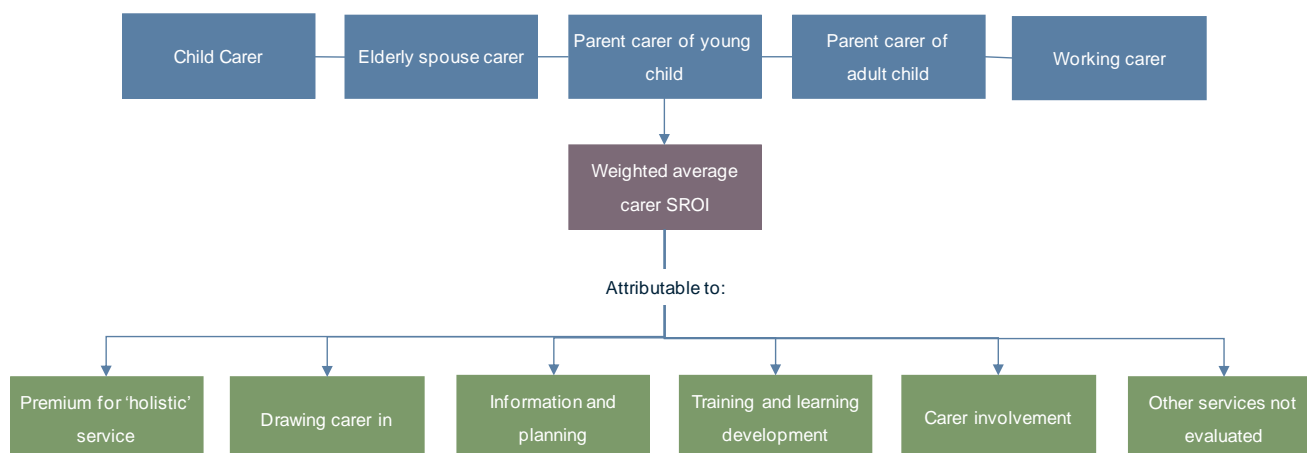 Child Carer
Elderly spouse carer
Parent carer of young
child
Parent carer of
adult child
Working carer
Weighted average
carer SROI
Attributable to:
Premium for ‘holistic’
service
Drawing carer in
Information and
planning
Training and learning
development
Carer involvement
Other services not
evaluated